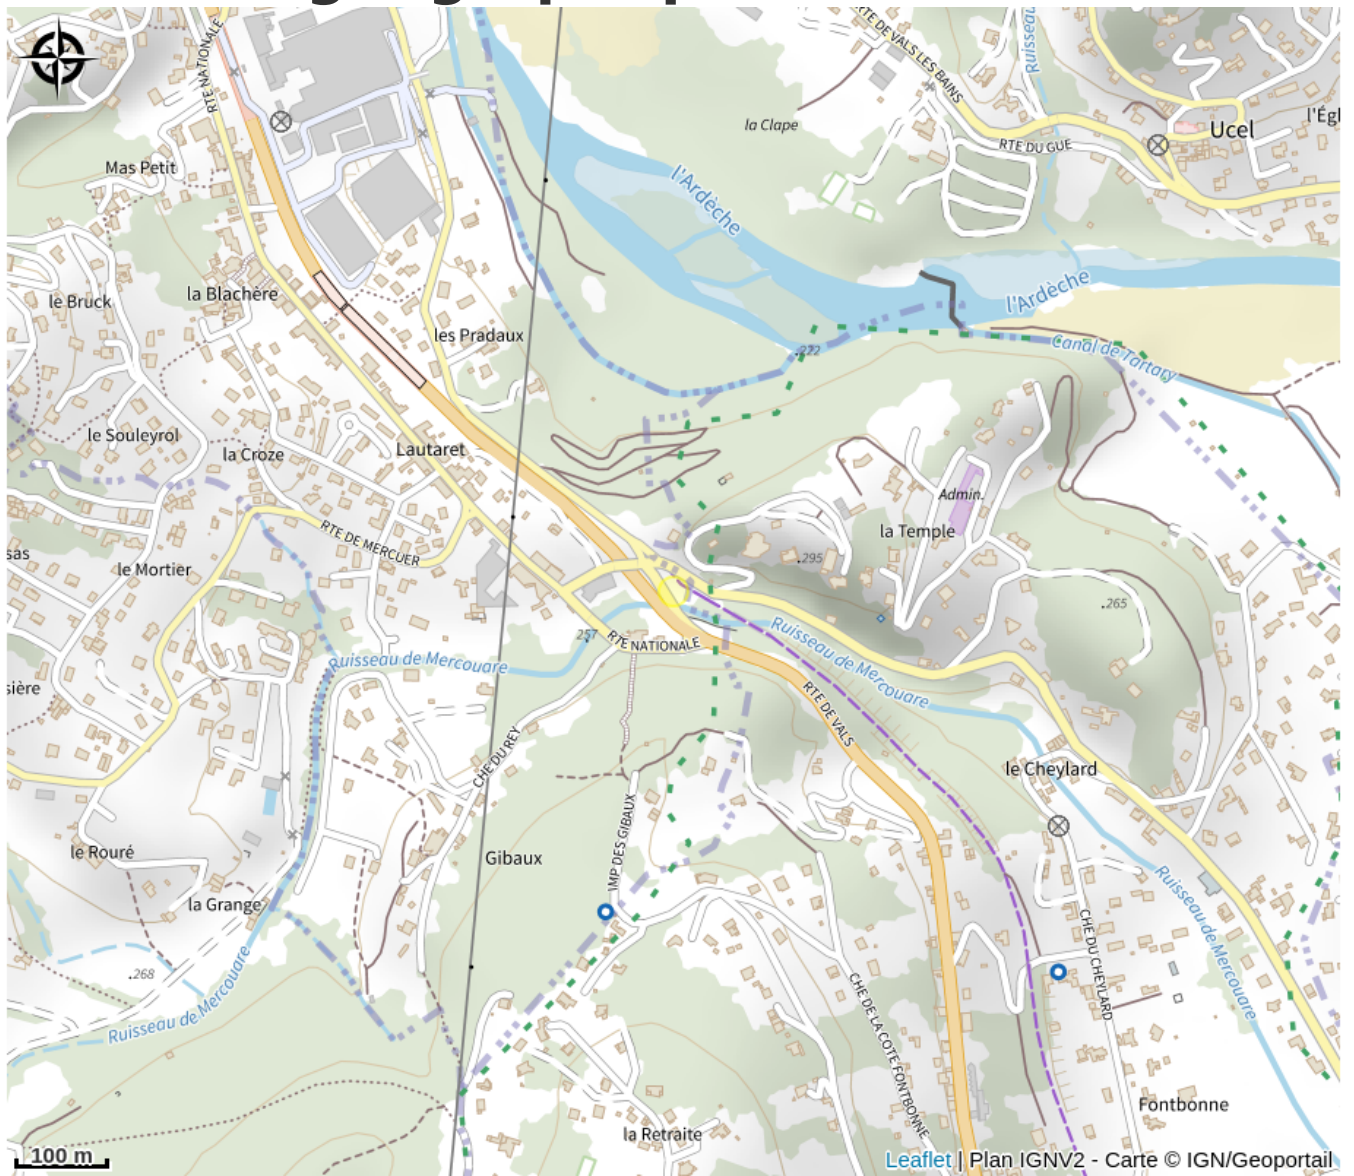 RTE NATIONALE
RTE DE VALS LES BAINS
Ruisseau
la Clape
RTE DU GUE
Ucel
Mas Petit
l'Ardèche
le Bruck
la Blachère
l'Ardèche
les Pradaux
222
Canal de Tartary
le Souleyrol
la Croze
Lautaret
Admin.
RTE DE MERCUER
la Temple
le Mortier
295
265
257
RTE NATIONALE
Ruisseau de Mercouare
Ruisseau de Mercouare
RTE DE VALS
CHE DU REY
le Cheylard
IMP DES GIBAUX
le Rouré
Gibaux
la Grange
Ruisseau de Mercouare
CHE DU CHEYLARD
268
Ruisseau de Mercouare
CHE DE LA COTE FONTBONNE
Fontbonne
la Retraite
100 m
Leaflet | Plan IGNV2 - Carte © IGN/Geoportail